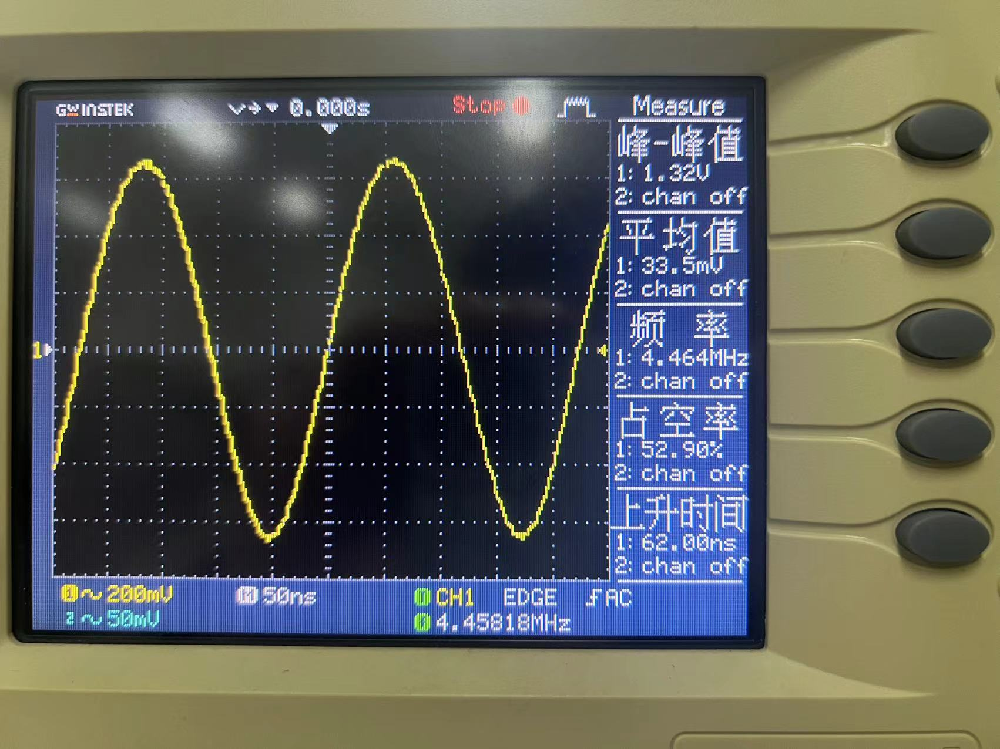 GWINSTEK 0.000s Stop Measure
峰-峰值
1: 1.32V
2: chan off
平均值
1: 33.5mV
2: chan off
频 率
1: 4.464MHz
2: chan off
占空率
1: 52.90%
2: chan off
上升时间
1: 62.00ns
2: chan off
1
1 ~ 200mV M 50ns T CH1 EDGE AC
2 ~ 50mV f 4.45818MHz